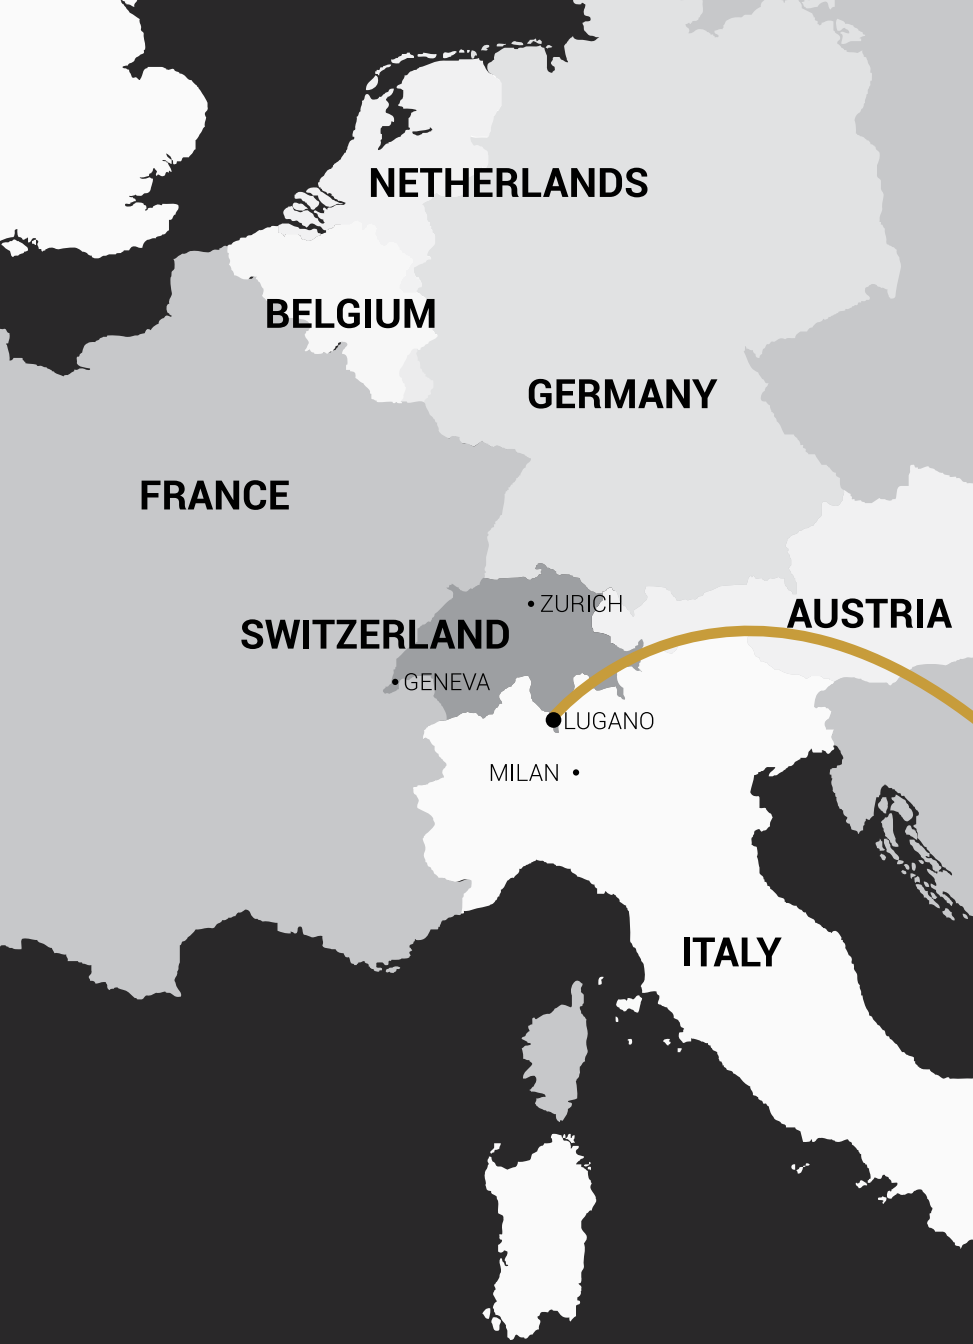 NETHERLANDS
BELGIUM
GERMANY
FRANCE
ZURICH
AUSTRIA
SWITZERLAND
GENEVA
LUGANO
MILAN
ITALY